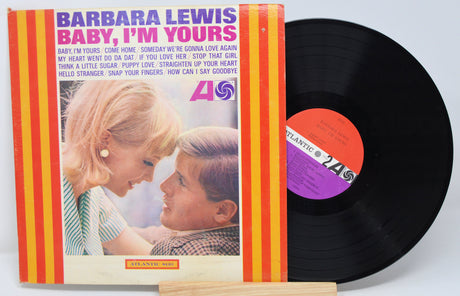 BARBARA LEWIS
BABY, I'M YOURS
BABY, I'M YOURS / COME HOME / SOMEDAY WE'RE GONNA LOVE AGAIN
MY HEART WENT DO DA DAT / IF YOU LOVE HER / STOP THAT GIRL
THINK A LITTLE SUGAR / PUPPY LOVE / STRAIGHTEN UP YOUR HEART
HELLO STRANGER / SNAP YOUR FINGERS / HOW CAN I SAY GOODBYE
A
ATLANTIC
ATLANTIC
A